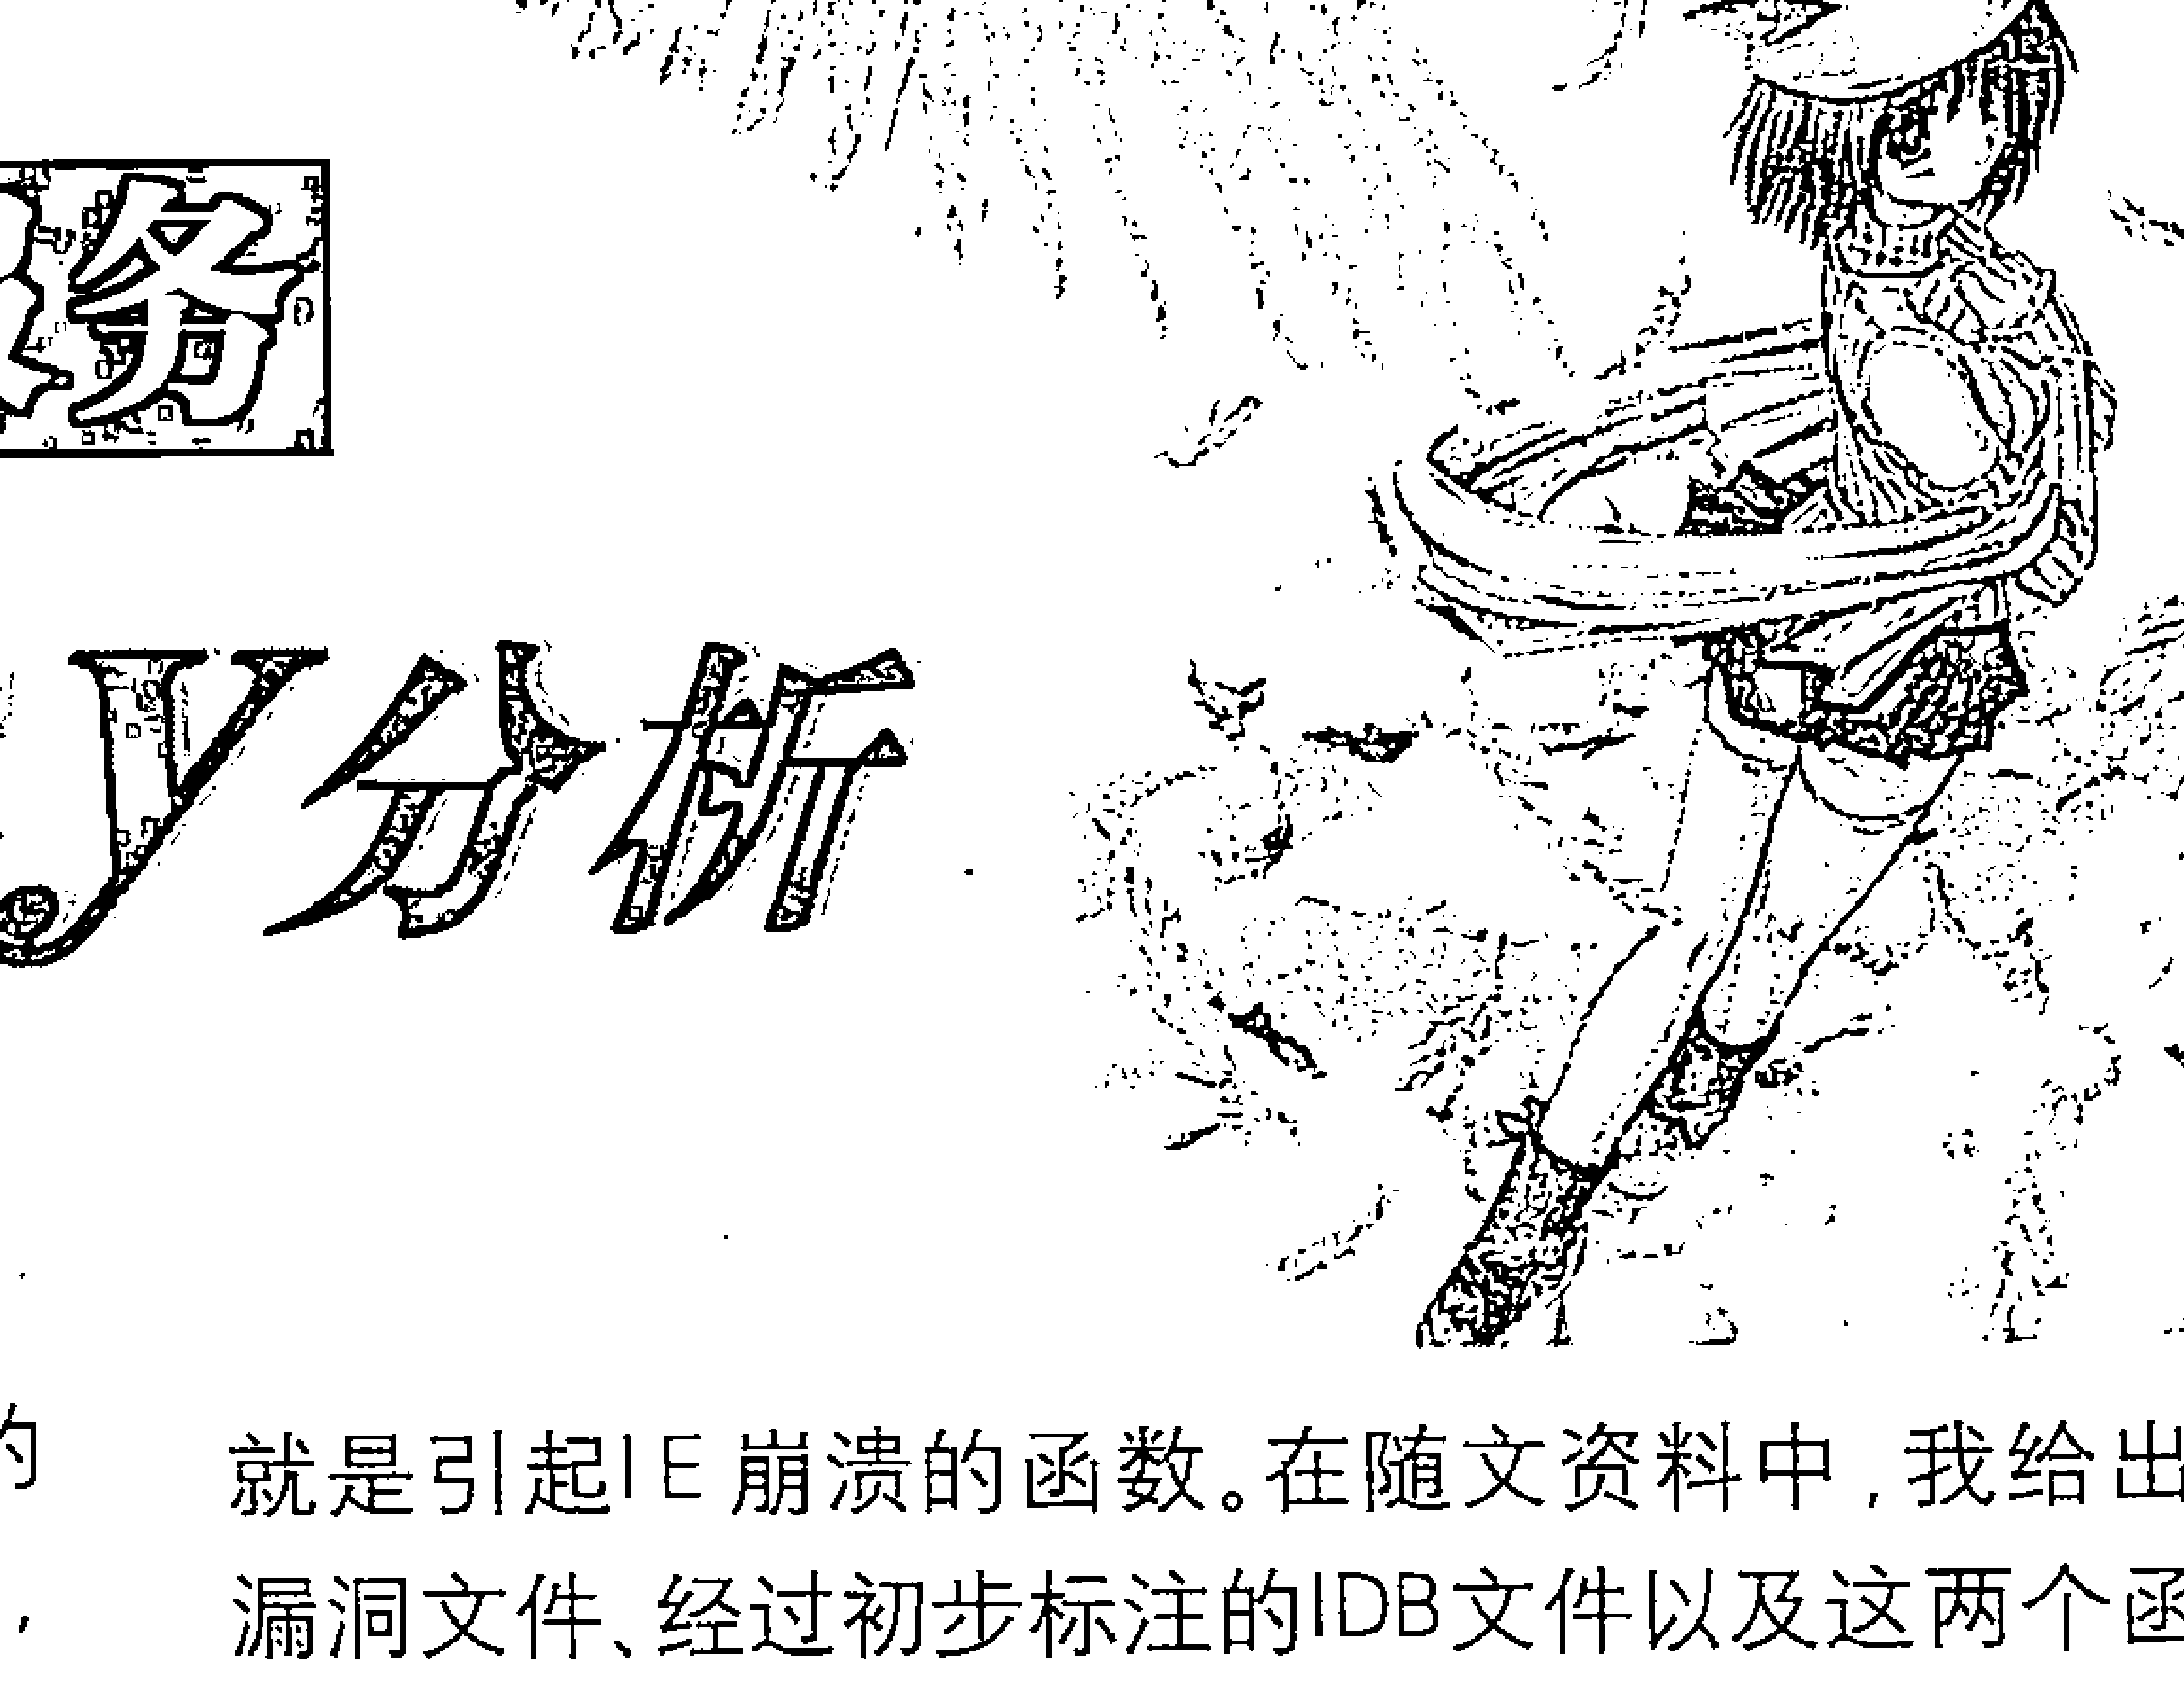 务
y分析
的
就是引起IE崩溃的函数。在随文资料中，我给出
，
漏洞文件、经过初步标注的IDB文件以及这两个函